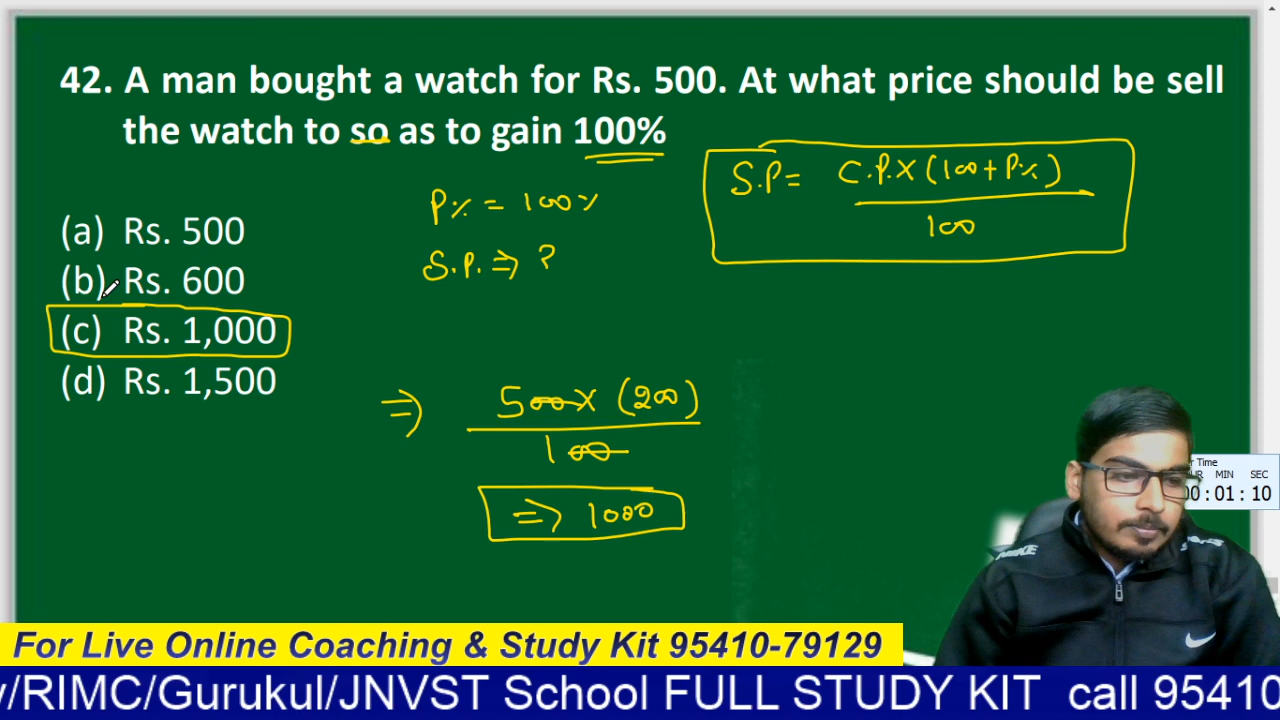 42. A man bought a watch for Rs. 500. At what price should be sell
the watch to so as to gain 100%
S.P = C.P. X (100 + P%)
100
P% = 100%
S.P. ⇒ ?
(a) Rs. 500
(b) Rs. 600
(c) Rs. 1,000
(d) Rs. 1,500
⇒ 500 X (200)
100
⇒ 1000
r Time
UR MIN SEC
00:01:10
NIKE
For Live Online Coaching & Study Kit 95410-79129
y/RIMC/Gurukul/JNVST School FULL STUDY KIT call 95410